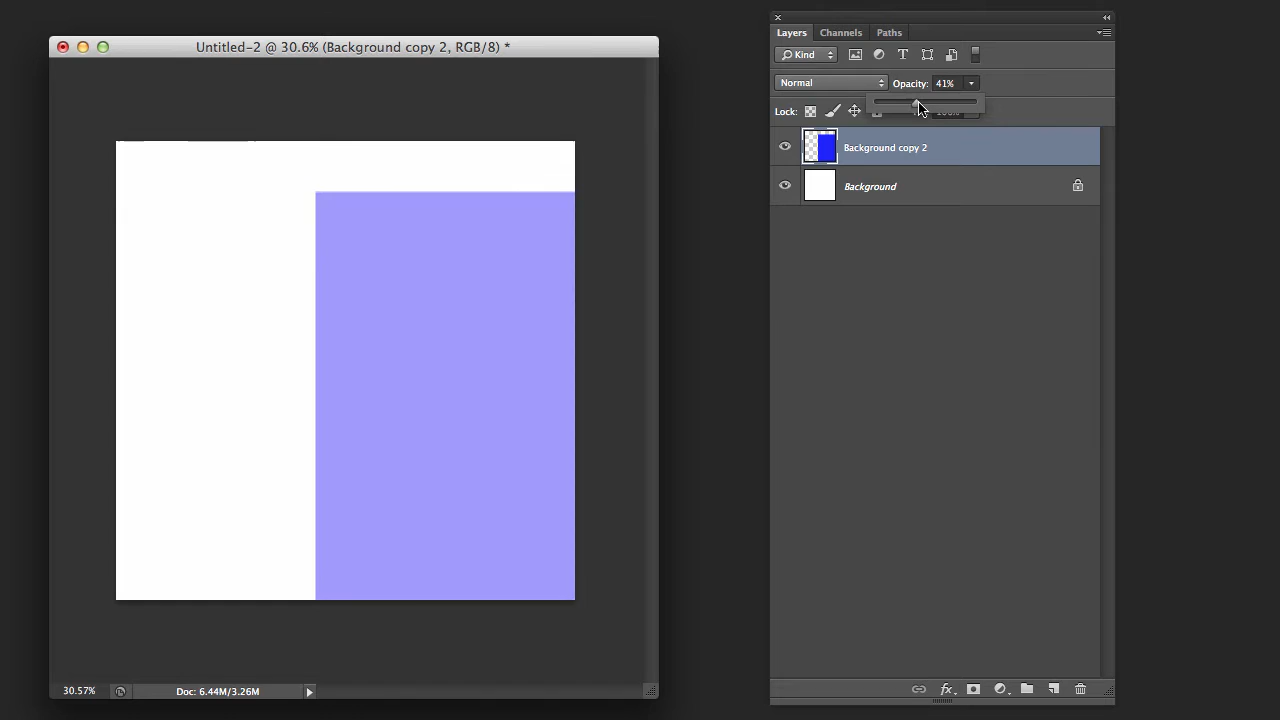 Untitled-2 @ 30.6% (Background copy 2, RGB/8) *
Layers
Channels
Paths
Kind
Normal
Opacity: 41%
Lock:
Background copy 2
Background
30.57%
Doc: 6.44M/3.26M
fx